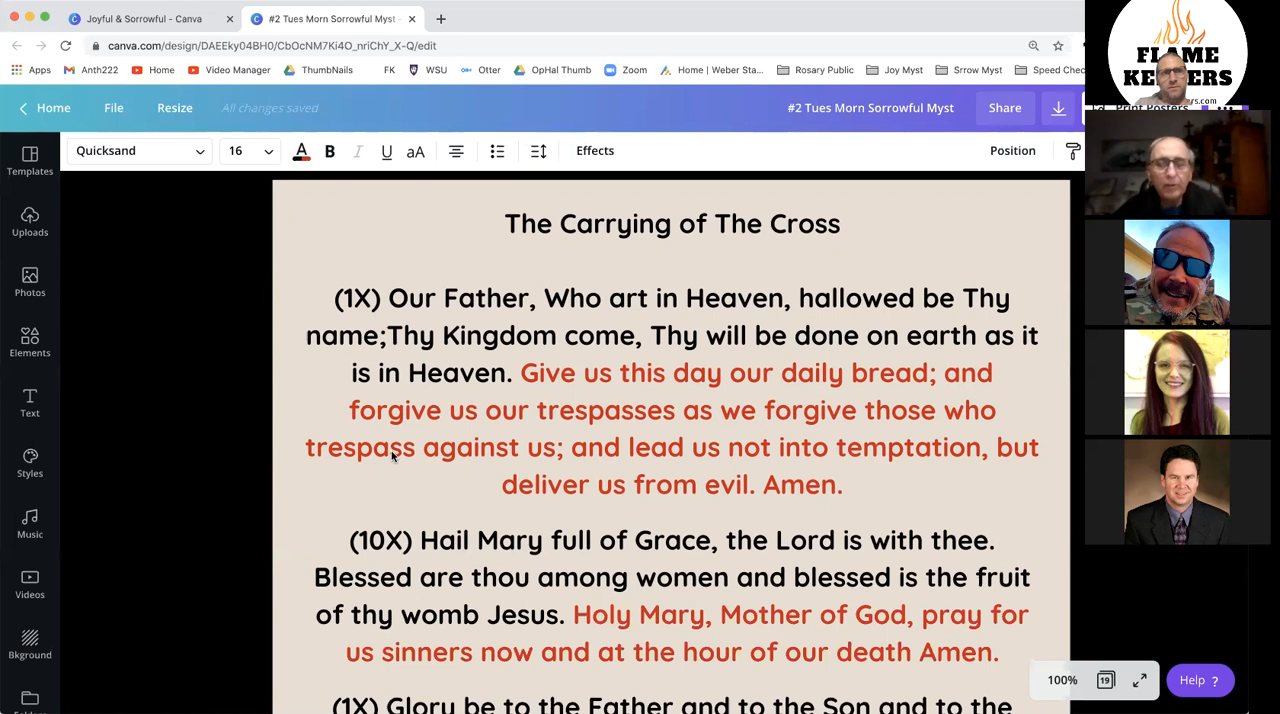 Joyful & Sorrowful - Canva
#2 Tues Morn Sorrowful Myst -
canva.com/design/DAEEky04BH0/CbOcNM7Ki4O_nriChY_X-Q/edit
Apps Anth222 Home Video Manager ThumbNails FK WSU Otter OpHal Thumb Zoom Home | Weber Sta... Rosary Public Joy Myst Srrow Myst Speed Chec
FLAME
KEEPERS
Print Posters
Home File Resize All changes saved #2 Tues Morn Sorrowful Myst Share
Quicksand 16 A B I U aA Effects Position
Templates
Uploads
Photos
Elements
Text
Styles
Music
Videos
Bkground
The Carrying of The Cross
(1X) Our Father, Who art in Heaven, hallowed be Thy
name;Thy Kingdom come, Thy will be done on earth as it
is in Heaven. Give us this day our daily bread; and
forgive us our trespasses as we forgive those who
trespass against us; and lead us not into temptation, but
deliver us from evil. Amen.
(10X) Hail Mary full of Grace, the Lord is with thee.
Blessed are thou among women and blessed is the fruit
of thy womb Jesus. Holy Mary, Mother of God, pray for
us sinners now and at the hour of our death Amen.
(1X) Glory be to the Father and to the Son and to the
100% 19 Help ?